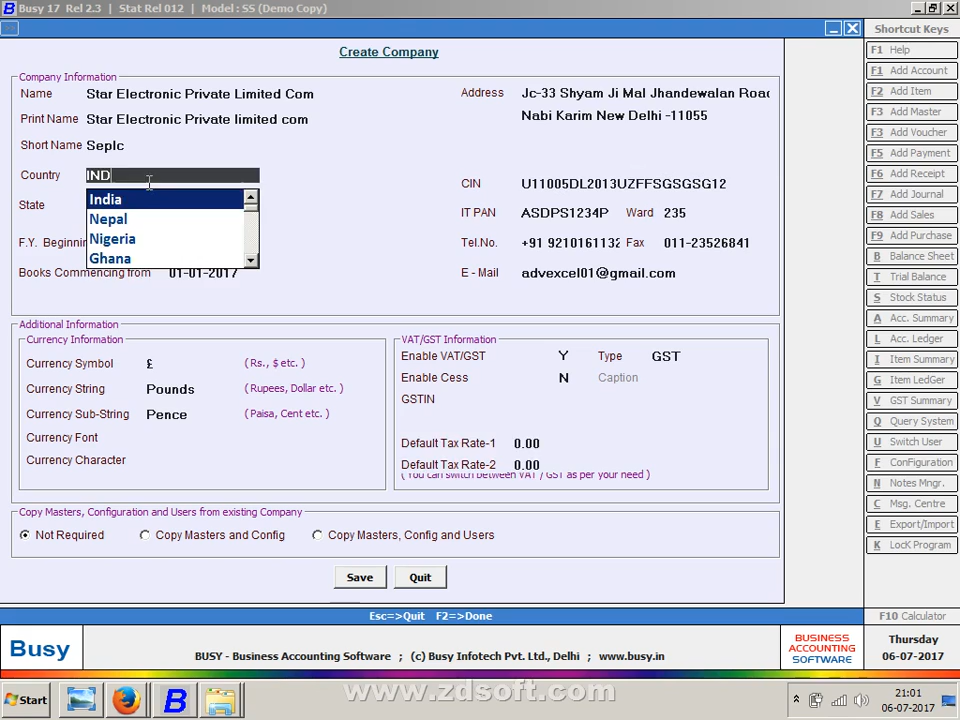 Busy 17 Rel 2.3 | Stat Rel 012 | Model : SS (Demo Copy)
Create Company
Company Information
Name Star Electronic Private Limited Com
Print Name Star Electronic Private limited com
Short Name Seplc
Country IND
India
Nepal
Nigeria
Ghana
State
F.Y. Beginning
Books Commencing from 01-01-2017
Address Jc-33 Shyam Ji Mal Jhandewalan Road
Nabi Karim New Delhi -11055
CIN U11005DL2013UZFFSGSGSG12
IT PAN ASDPS1234P Ward 235
Tel.No. +91 9210161132 Fax 011-23526841
E - Mail advexcel01@gmail.com
Additional Information
Currency Information
Currency Symbol £ ( Rs., $ etc. )
Currency String Pounds ( Rupees, Dollar etc. )
Currency Sub-String Pence ( Paisa, Cent etc. )
Currency Font
Currency Character
VAT/GST Information
Enable VAT/GST Y Type GST
Enable Cess N Caption
GSTIN
Default Tax Rate-1 0.00
Default Tax Rate-2 0.00
( You can switch between VAT / GST as per your need )
Copy Masters, Configuration and Users from existing Company
Not Required Copy Masters and Config Copy Masters, Config and Users
Save Quit
Esc=>Quit F2=>Done
Shortcut Keys
F1 Help
F1 Add Account
F2 Add Item
F3 Add Master
F3 Add Voucher
F5 Add Payment
F6 Add Receipt
F7 Add Journal
F8 Add Sales
F9 Add Purchase
B Balance Sheet
T Trial Balance
S Stock Status
A Acc. Summary
L Acc. Ledger
I Item Summary
G Item LedGer
V GST Summary
Q Query System
U Switch User
F ConFiguration
N Notes Mngr.
C Msg. Centre
E Export/Import
K LocK Program
F10 Calculator
Busy
BUSY - Business Accounting Software ; (c) Busy Infotech Pvt. Ltd., Delhi ; www.busy.in
BUSINESS
ACCOUNTING
SOFTWARE
Thursday
06-07-2017
Start
B
www.zdsoft.com
21:01
06-07-2017